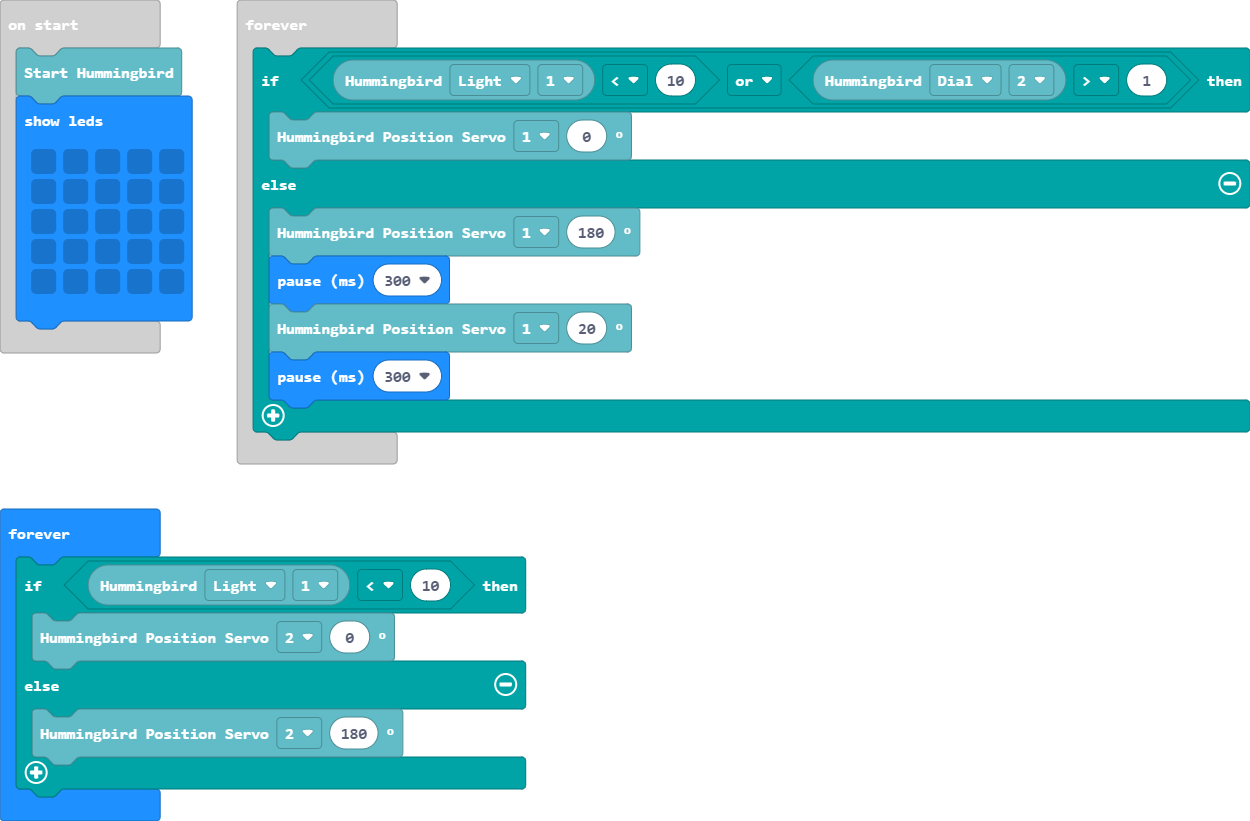 on start
Start Hummingbird
show leds
forever
if Hummingbird Light 1 < 10 or Hummingbird Dial 2 > 1 then
Hummingbird Position Servo 1 0 °
else
Hummingbird Position Servo 1 180 °
pause (ms) 300
Hummingbird Position Servo 1 20 °
pause (ms) 300
forever
if Hummingbird Light 1 < 10 then
Hummingbird Position Servo 2 0 °
else
Hummingbird Position Servo 2 180 °